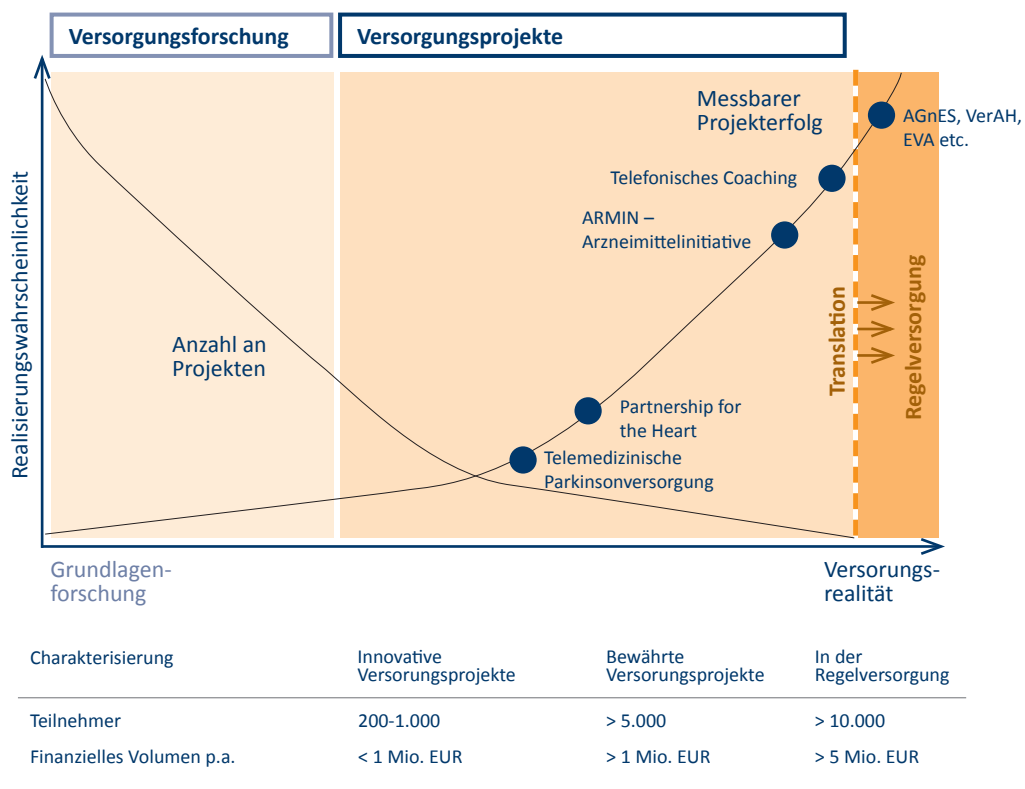 Versorgungsforschung
Versorgungsprojekte
Messbarer
Projekterfolg
AGnES, VerAH,
EVA etc.
Telefonisches Coaching
ARMIN –
Arzneimittelinitiative
Realisierungswahrscheinlichkeit
Anzahl an
Projekten
Translation
Regelversorgung
Partnership for
the Heart
Telemedizinische
Parkinsonversorgung
Grundlagen-
forschung
Versorungs-
realität
Charakterisierung
Innovative
Versorungsprojekte
Bewährte
Versorungsprojekte
In der
Regelversorgung
Teilnehmer
200-1.000
> 5.000
> 10.000
Finanzielles Volumen p.a.
< 1 Mio. EUR
> 1 Mio. EUR
> 5 Mio. EUR